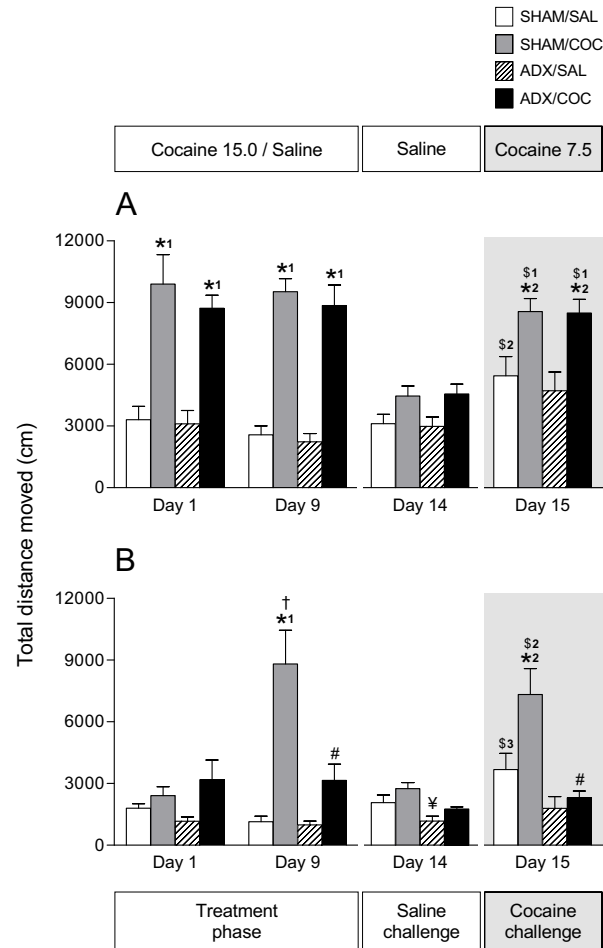 SHAM/SAL
SHAM/COC
ADX/SAL
ADX/COC
Cocaine 15.0 / Saline
Saline
Cocaine 7.5
A
Total distance moved (cm)
12000
9000
6000
3000
0
*1
*1
*1
*1
$2
$1
*2
$1
*2
Day 1
Day 9
Day 14
Day 15
B
12000
9000
6000
3000
0
†
*1
#
¥
$3
$2
*2
#
Day 1
Day 9
Day 14
Day 15
Treatment
phase
Saline
challenge
Cocaine
challenge